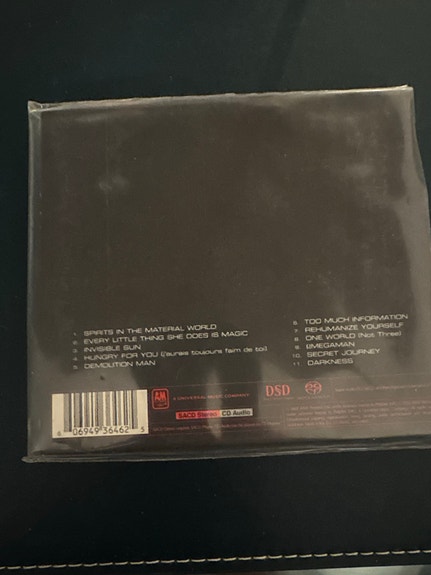 1. SPIRITS IN THE MATERIAL WORLD
2. EVERY LITTLE THING SHE DOES IS MAGIC
3. INVISIBLE SUN
4. HUNGRY FOR YOU (j'aurais toujours faim de toi)
5. DEMOLITION MAN
6. TOO MUCH INFORMATION
7. REHUMANIZE YOURSELF
8. ONE WORLD (Not Three)
9. ΩMEGAMAN
10. SECRET JOURNEY
11. DARKNESS
A&M
A UNIVERSAL MUSIC COMPANY
DSD
SACD Stereo CD Audio
6 06949 36462 5